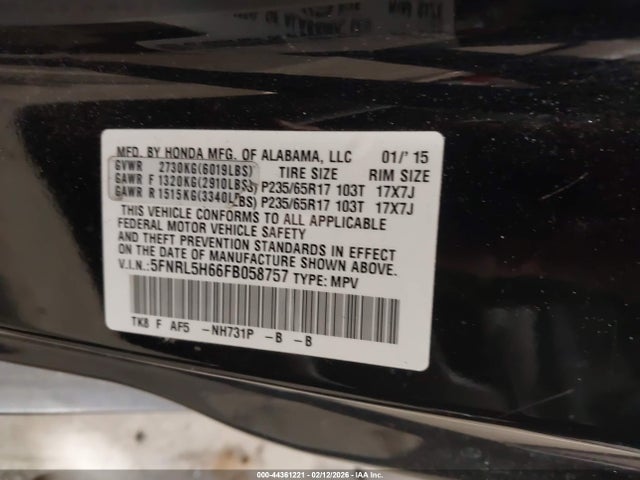 MFD. BY HONDA MFG. OF ALABAMA, LLC 01/'15
GVWR 2730KG(6019LBS) TIRE SIZE RIM SIZE
GAWR F 1320KG(2910LBS) P235/65R17 103T 17X7J
GAWR R 1515KG(3340LBS) P235/65R17 103T 17X7J
THIS VEHICLE CONFORMS TO ALL APPLICABLE
FEDERAL MOTOR VEHICLE SAFETY
AND THEFT PREVENTION STANDARDS IN EFFECT
ON THE DATE OF MANUFACTURE SHOWN ABOVE.
V.I.N.:5FNRL5H66FB058757 TYPE: MPV
TK8 F AF5 -NH731P -B -B
000-44361221 - 02/12/2026 - IAA Inc.